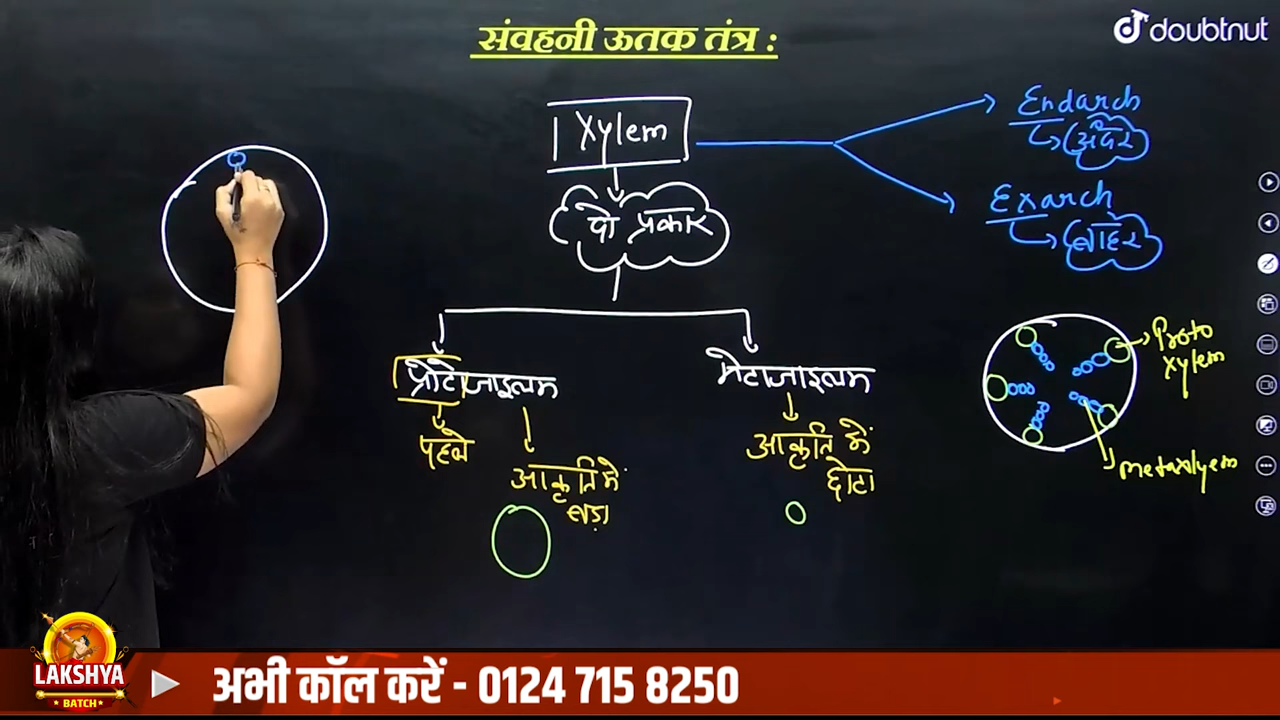 संवहनी ऊतक तंत्र :
doubtnut
Xylem
दो प्रकार
Endarch
अंदर
Exarch
बाहर
प्रोटोजाइलम
पहले
आकृति में
बड़ा
मेटाजाइलम
आकृति में
छोटा
Proto
xylem
metaxlyem
LAKSHYA
BATCH
अभी कॉल करें - 0124 715 8250